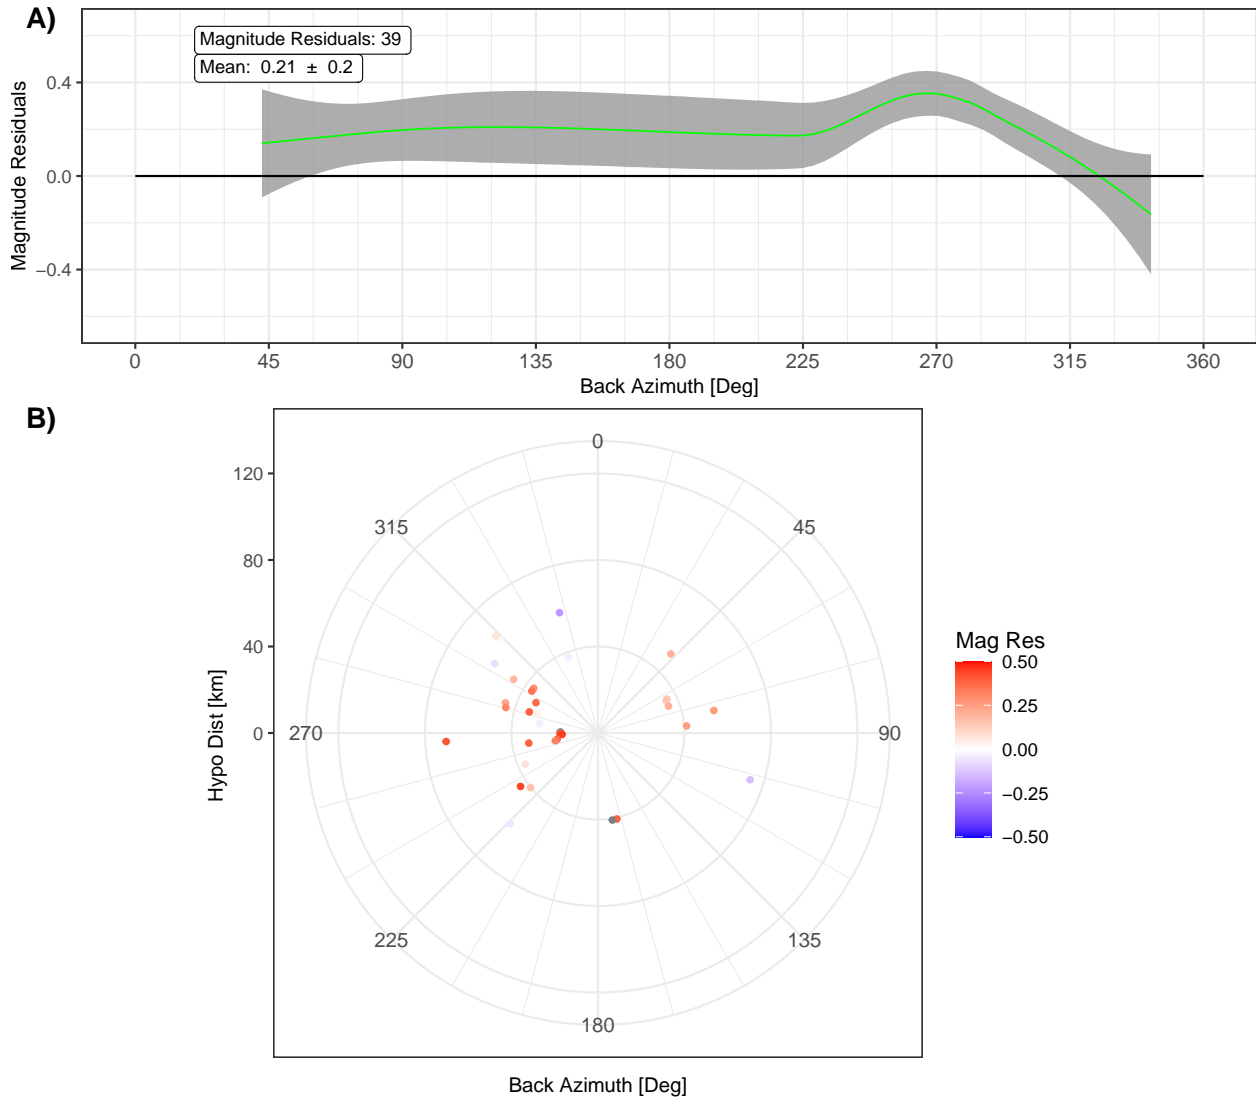 A)
Magnitude Residuals: 39
Mean: 0.21 ± 0.2
Magnitude Residuals
0.4
0.0
−0.4
0 45 90 135 180 225 270 315 360
Back Azimuth [Deg]
B)
Hypo Dist [km]
120
80
40
0
0
45
90
135
180
225
270
315
Back Azimuth [Deg]
Mag Res
0.50
0.25
0.00
−0.25
−0.50